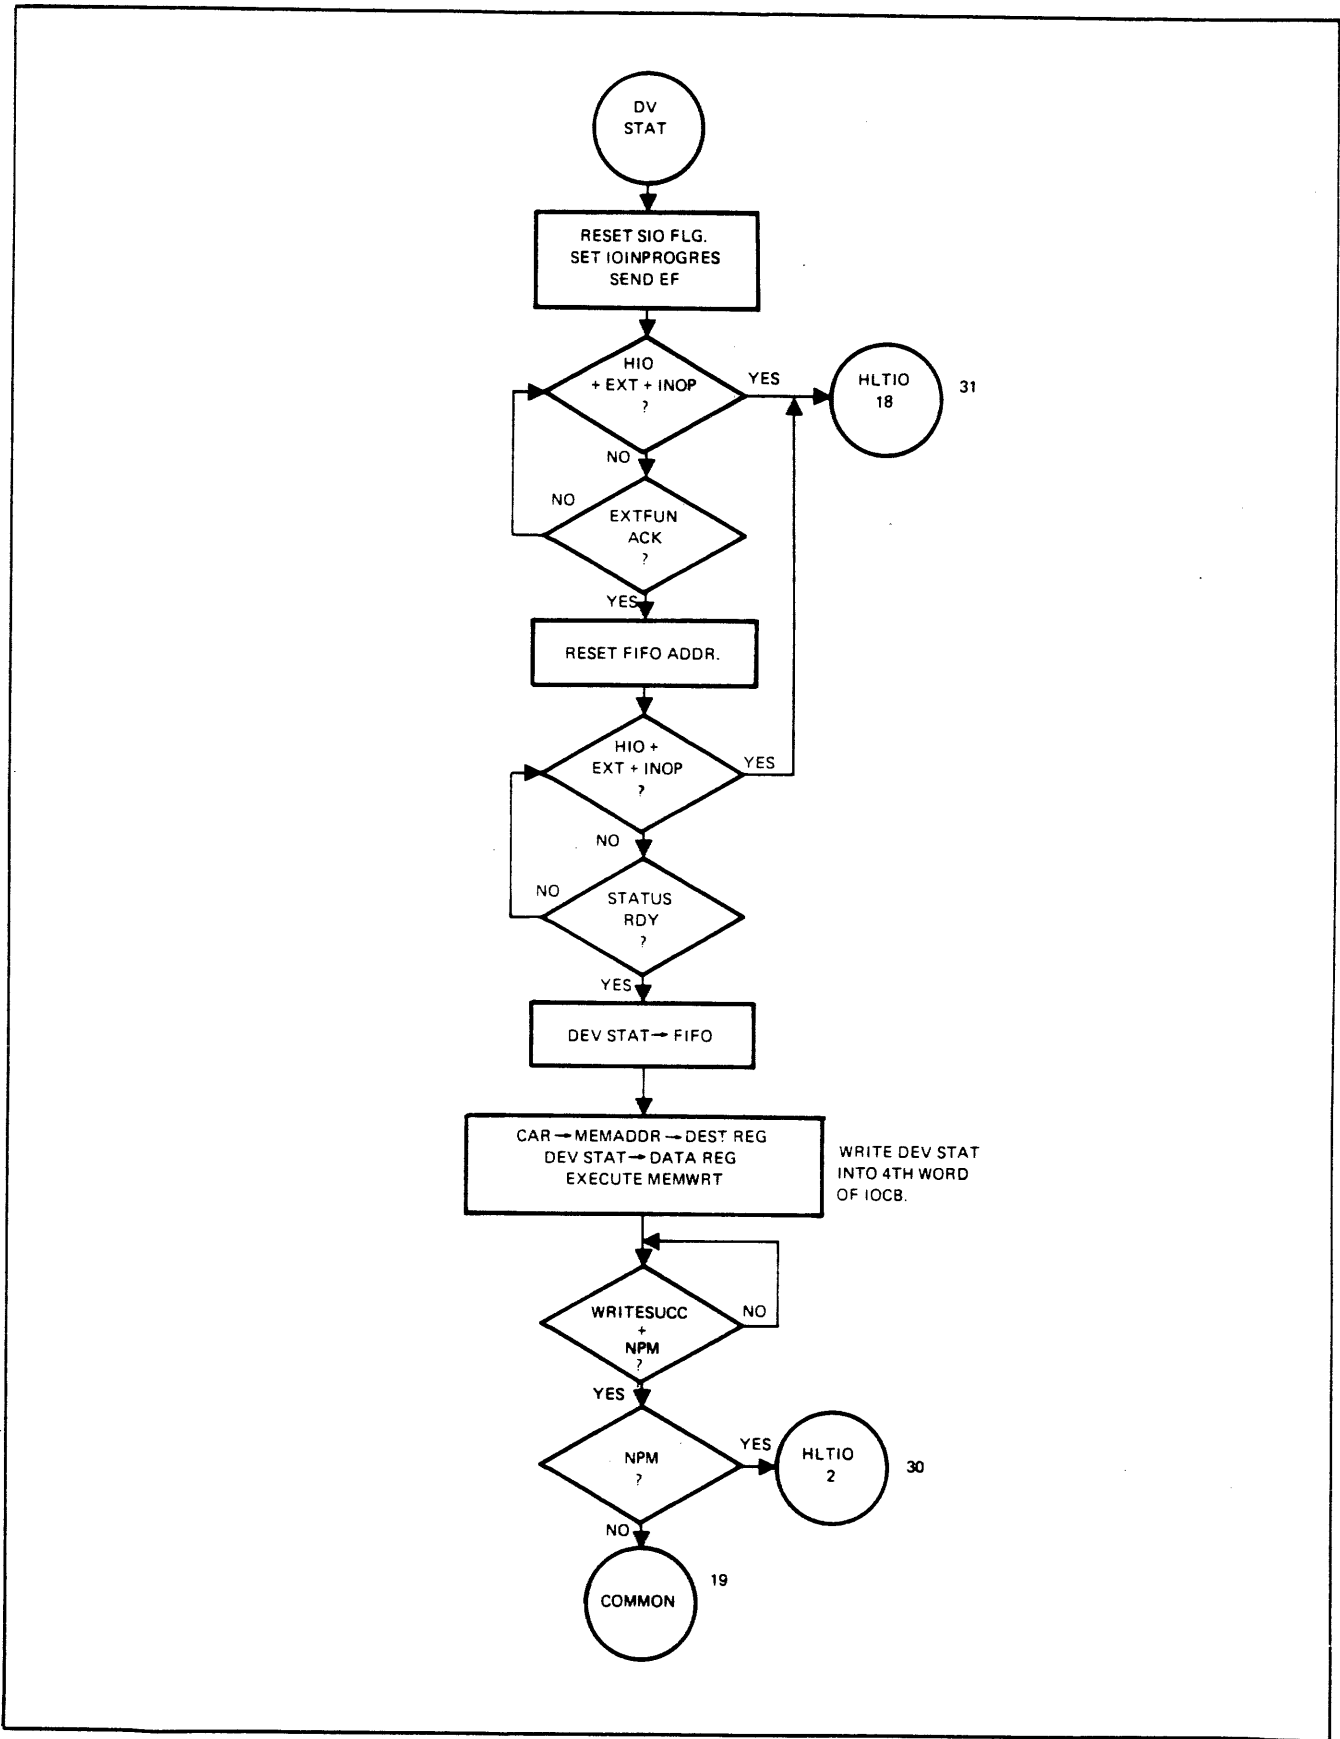 DV
STAT
RESET SIO FLG.
SET IOINPROGRES
SEND EF
HIO
+ EXT + INOP
?
YES
HLTIO
18
31
NO
NO
EXTFUN
ACK
?
YES
RESET FIFO ADDR.
HIO +
EXT + INOP
?
YES
NO
NO
STATUS
RDY
?
YES
DEV STAT → FIFO
CAR → MEMADDR → DEST REG
DEV STAT → DATA REG
EXECUTE MEMWRT
WRITE DEV STAT
INTO 4TH WORD
OF IOCB.
WRITESUCC
+
NPM
?
NO
YES
NPM
?
YES
HLTIO
2
30
NO
COMMON
19